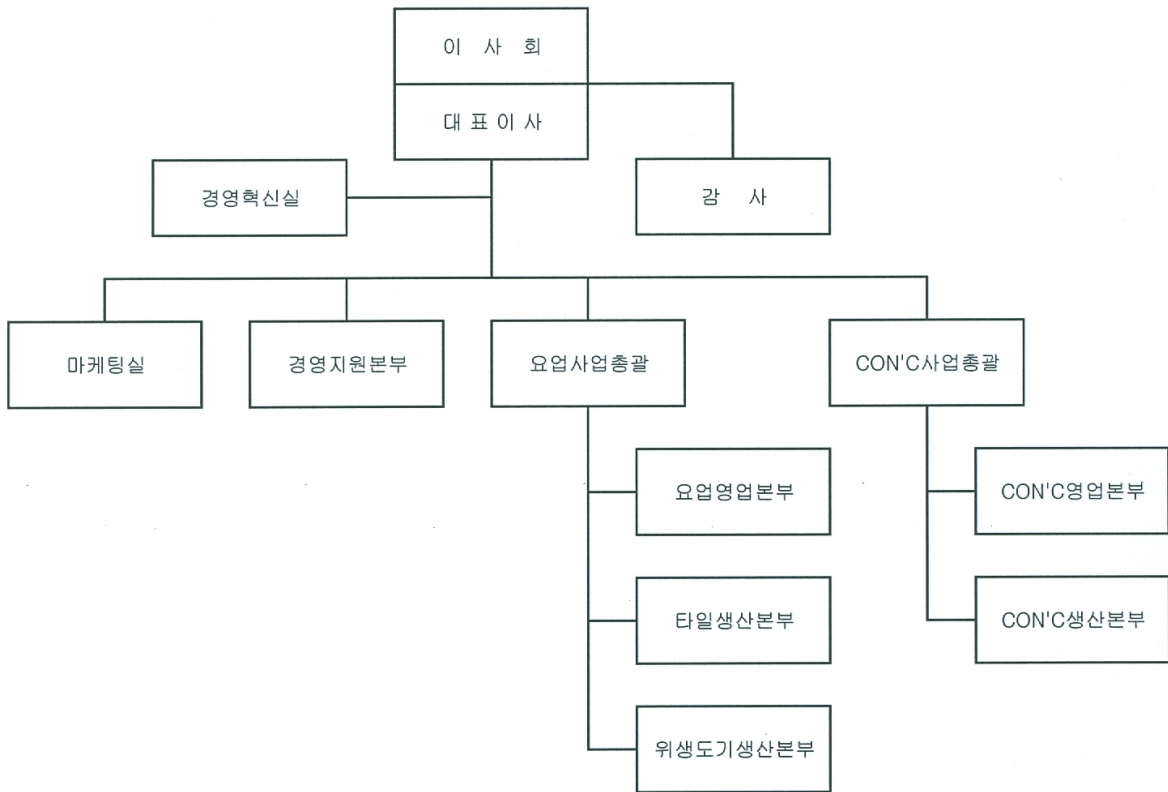 이 사 회
대 표 이 사
경영혁신실
감 사
마케팅실
경영지원본부
요업사업총괄
CON'C사업총괄
요업영업본부
CON'C영업본부
타일생산본부
CON'C생산본부
위생도기생산본부